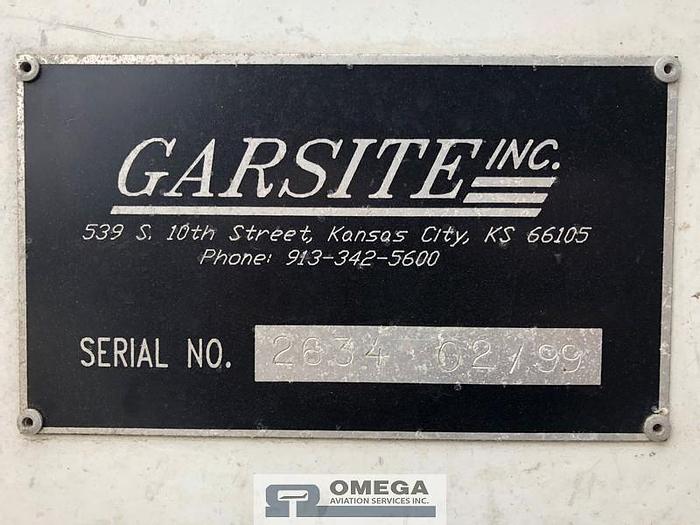 GARSITE INC.
539 S. 10th Street, Kansas City, KS 66105
Phone: 913-342-5600
SERIAL NO. 2634 02/99
OMEGA
AVIATION SERVICES INC.